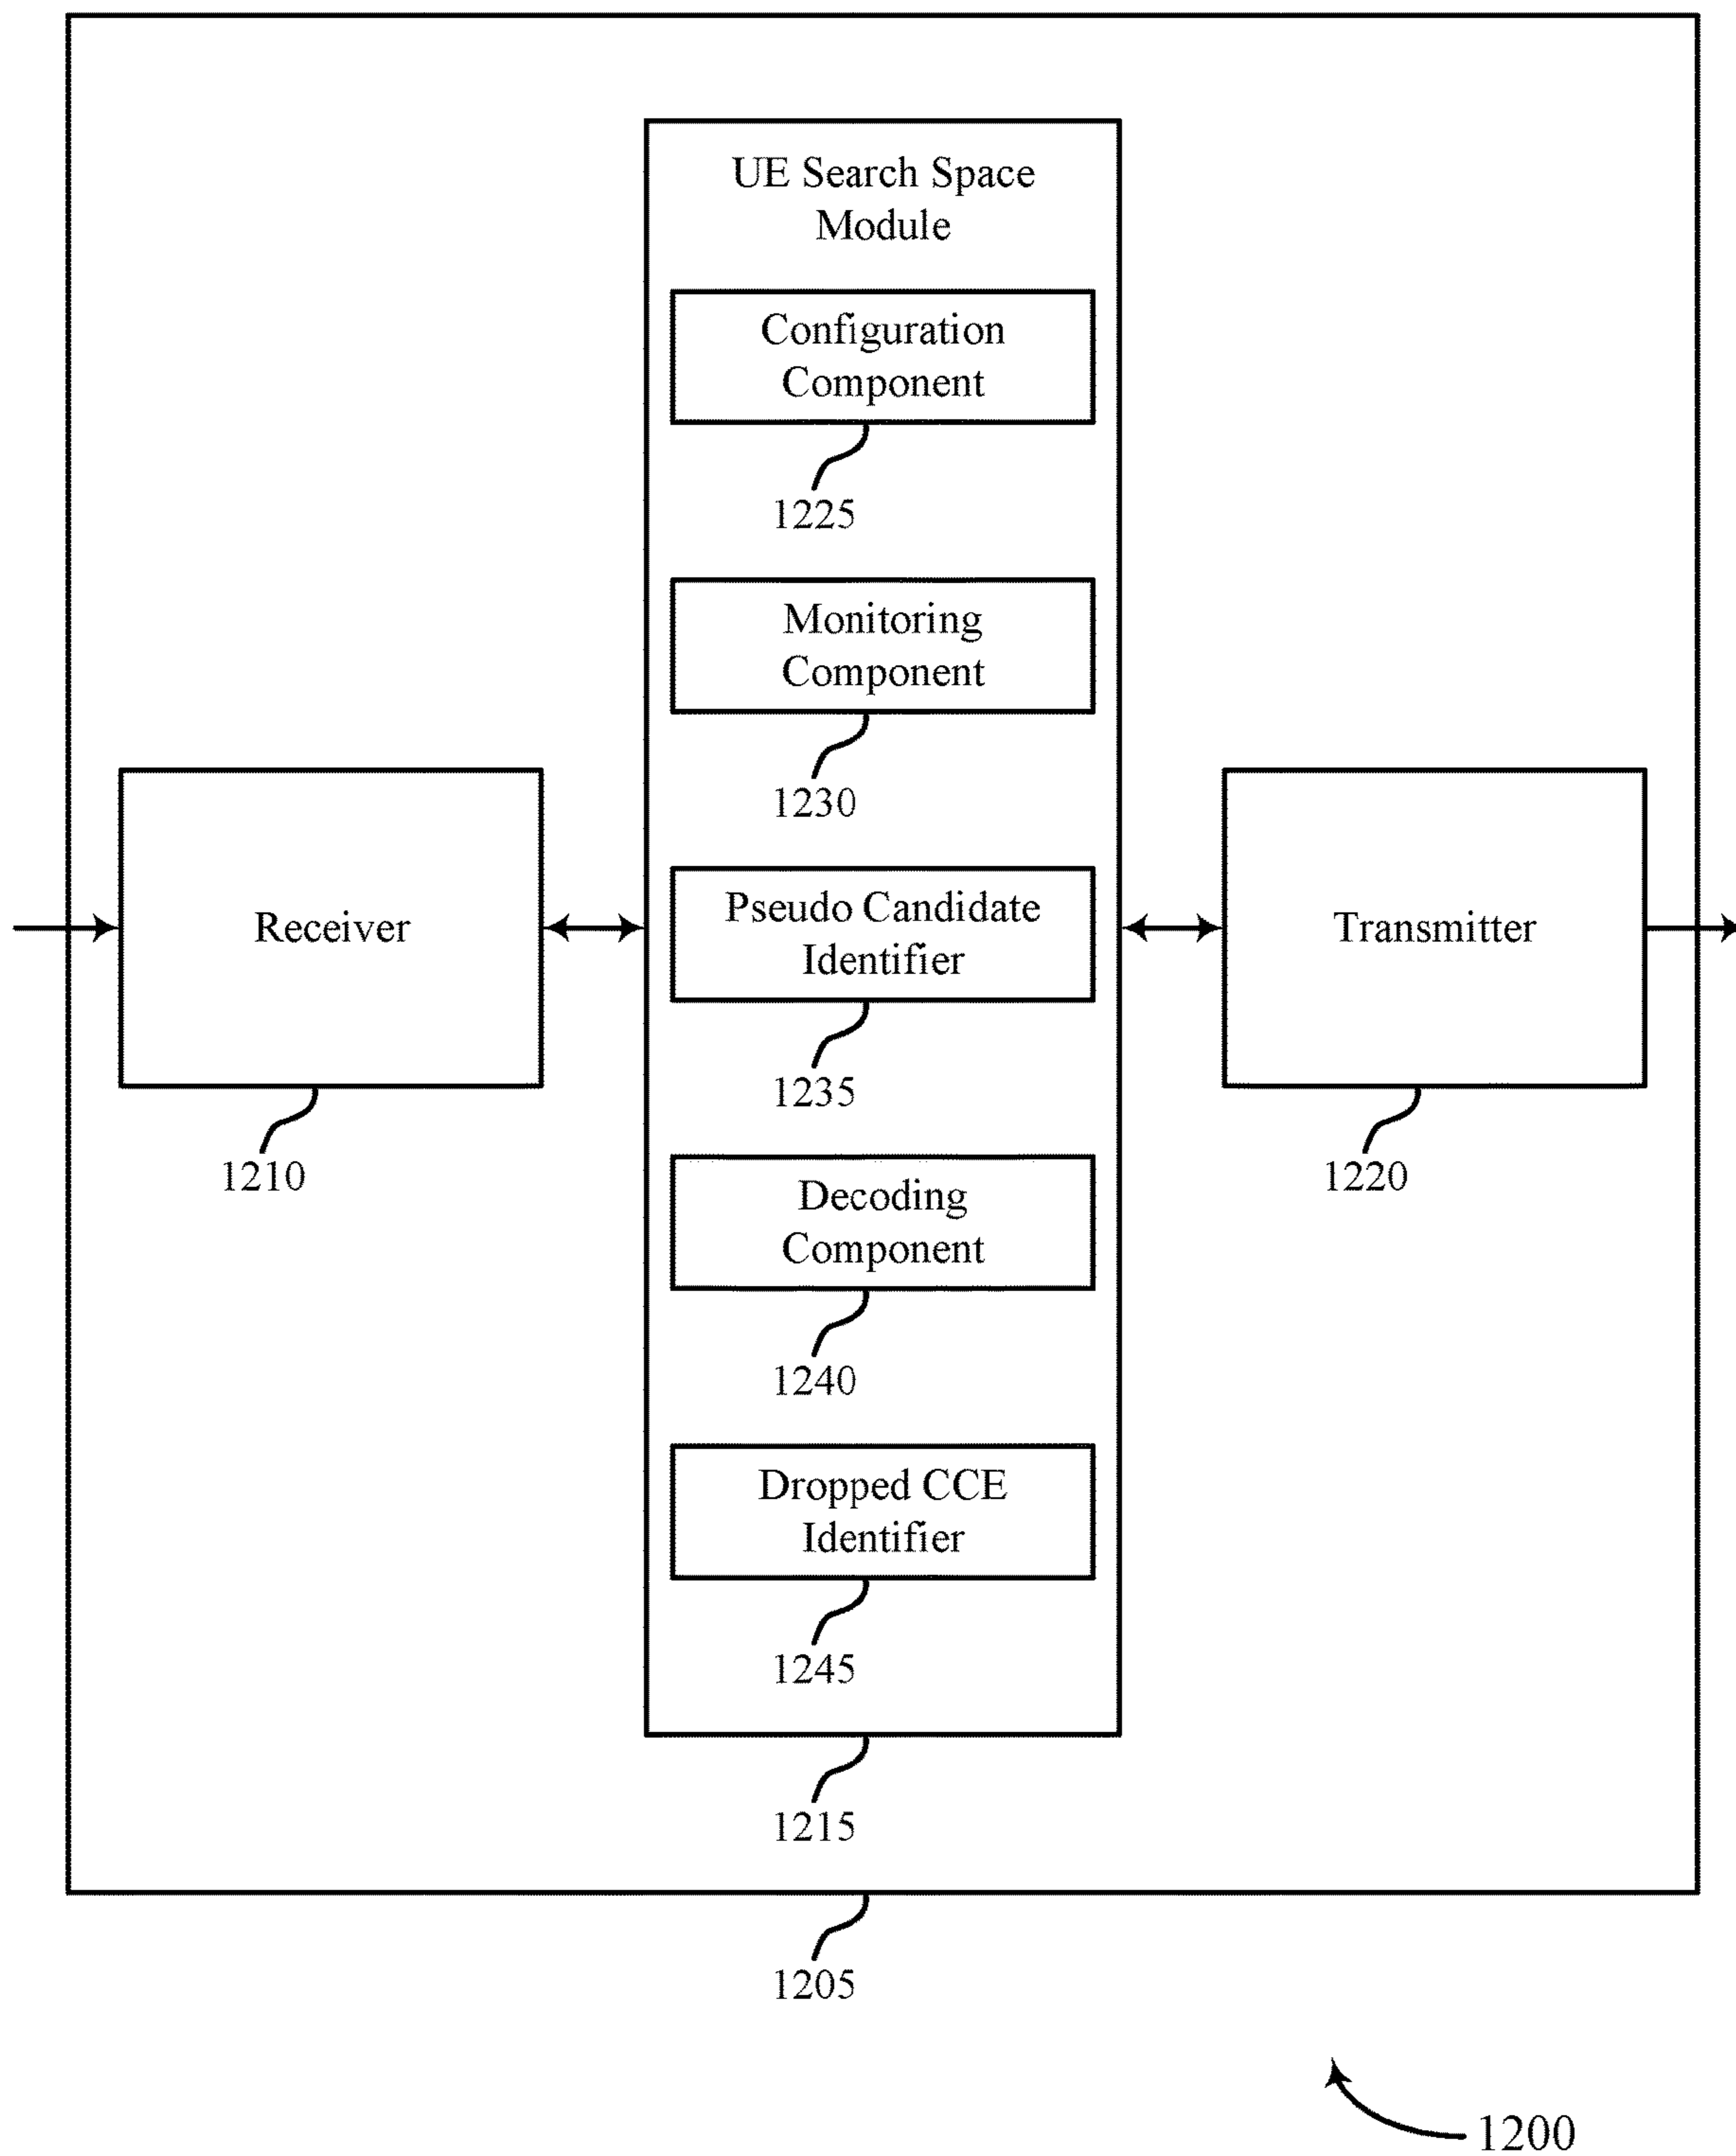 UE Search Space
Module
Configuration
Component
1225
Monitoring
Component
1230
Receiver
1210
Pseudo Candidate
Identifier
1235
Transmitter
1220
Decoding
Component
1240
Dropped CCE
Identifier
1245
1215
1205
1200